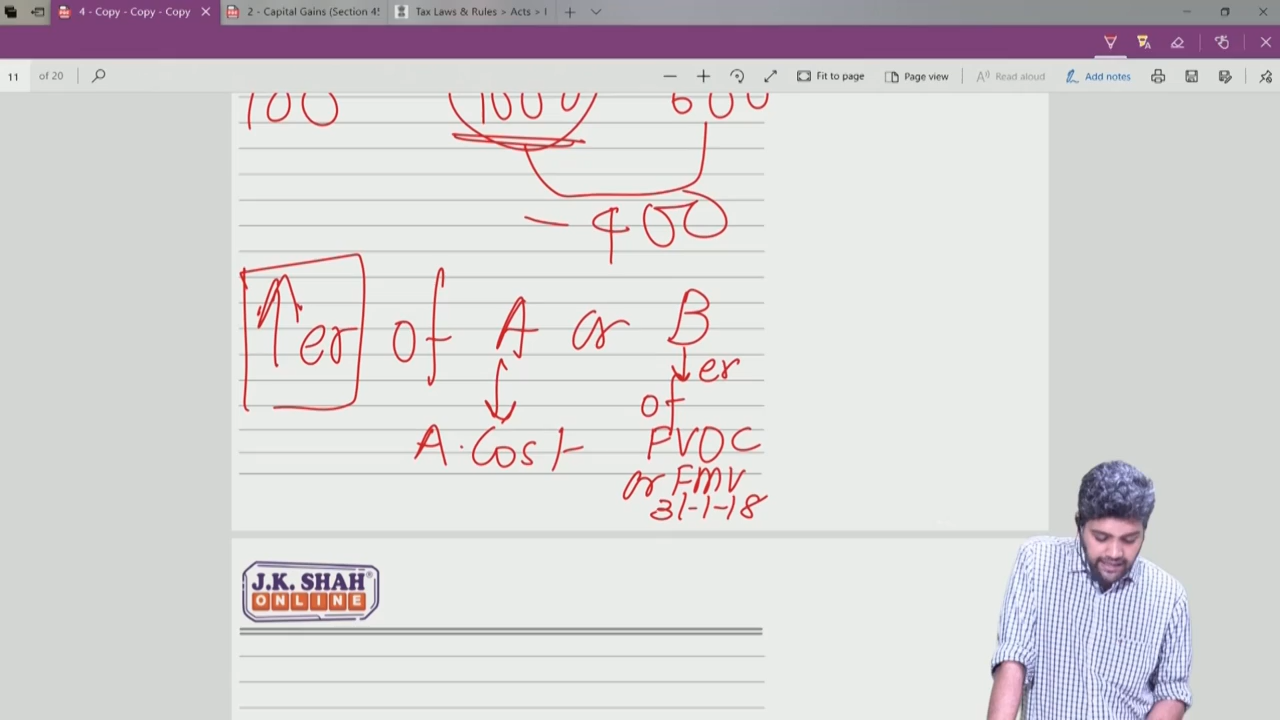 4 - Copy - Copy - Copy
2 - Capital Gains (Section 45
Tax Laws & Rules > Acts > I
11 of 20
Fit to page
Page view
Read aloud
Add notes
100 1000 600
- 400
↑er of A or B
↓er
of
A. Cost FVOC
or FMV
31-1-18
J.K. SHAH®
ONLINE